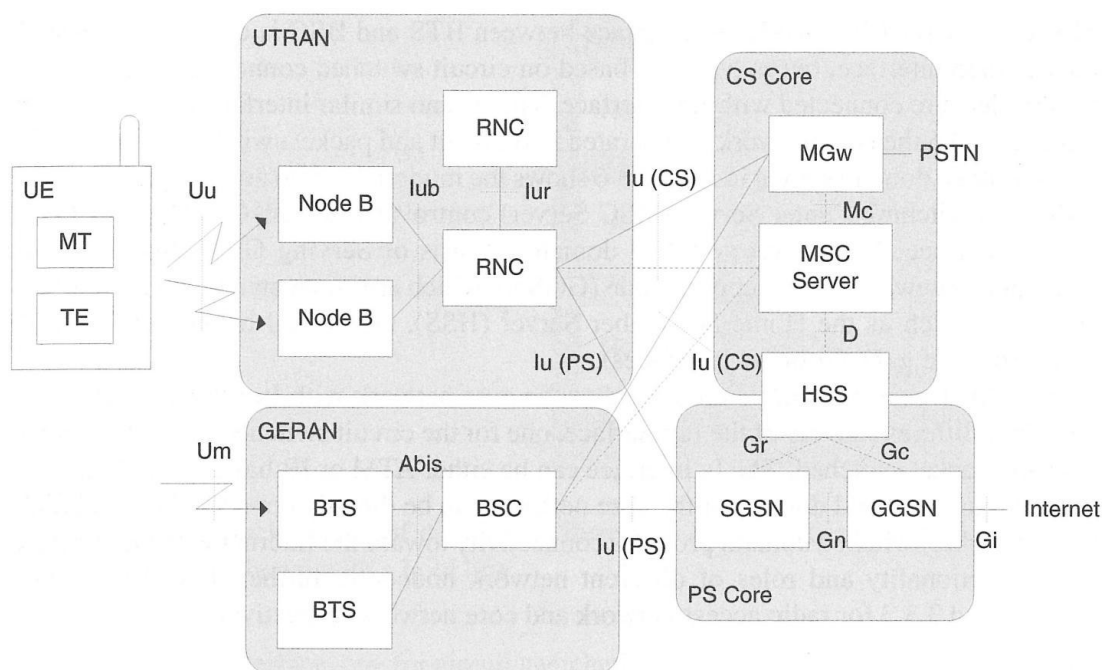 UTRAN
CS Core
RNC
MGw
PSTN
UE
Uu
Node B
Iub
Iur
Iu (CS)
Mc
MT
RNC
MSC
Server
TE
Node B
D
Iu (PS)
Iu (CS)
HSS
GERAN
Um
Abis
Gr
Gc
BTS
BSC
SGSN
GGSN
Internet
Gn
Gi
Iu (PS)
BTS
PS Core